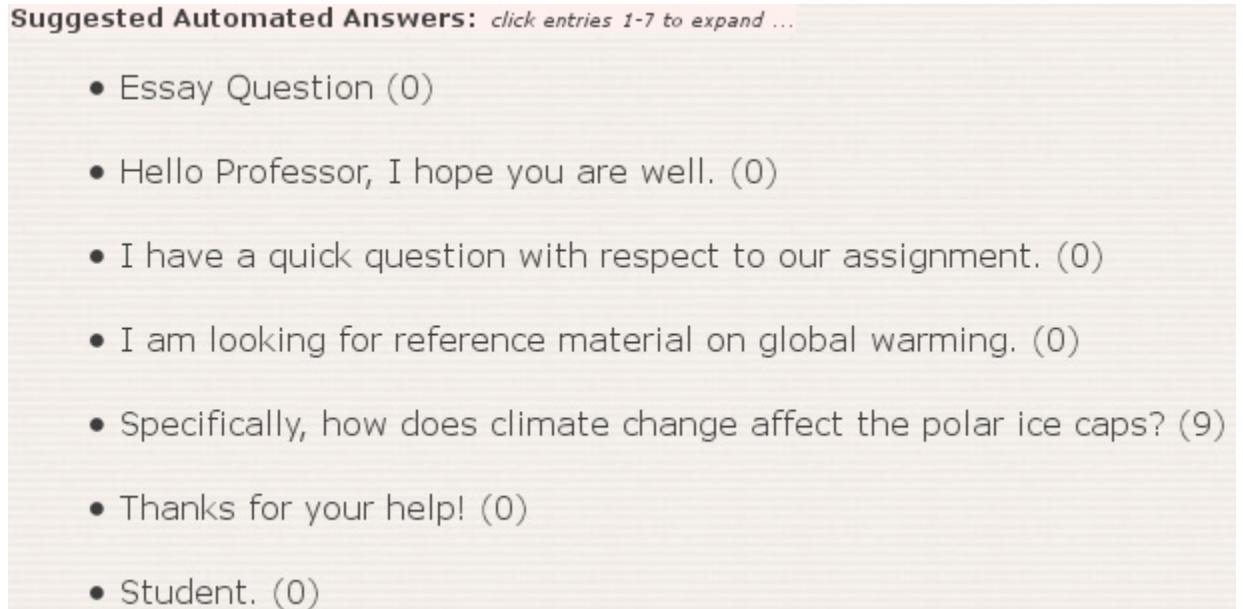 Suggested Automated Answers: click entries 1-7 to expand ...
• Essay Question (0)
• Hello Professor, I hope you are well. (0)
• I have a quick question with respect to our assignment. (0)
• I am looking for reference material on global warming. (0)
• Specifically, how does climate change affect the polar ice caps? (9)
• Thanks for your help! (0)
• Student. (0)